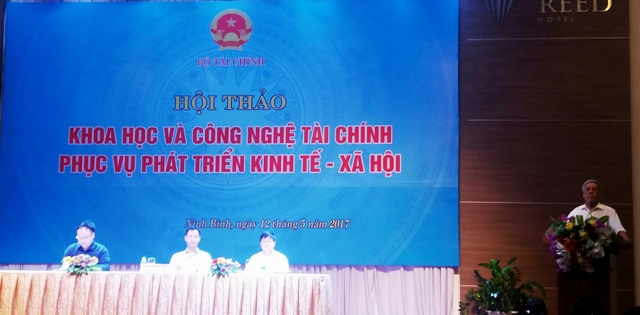 BỘ TÀI CHÍNH
HỘI THẢO
KHOA HỌC VÀ CÔNG NGHỆ TÀI CHÍNH
PHỤC VỤ PHÁT TRIỂN KINH TẾ - XÃ HỘI
Ninh Bình, ngày 12 tháng 5 năm 2017
REED
HOTEL